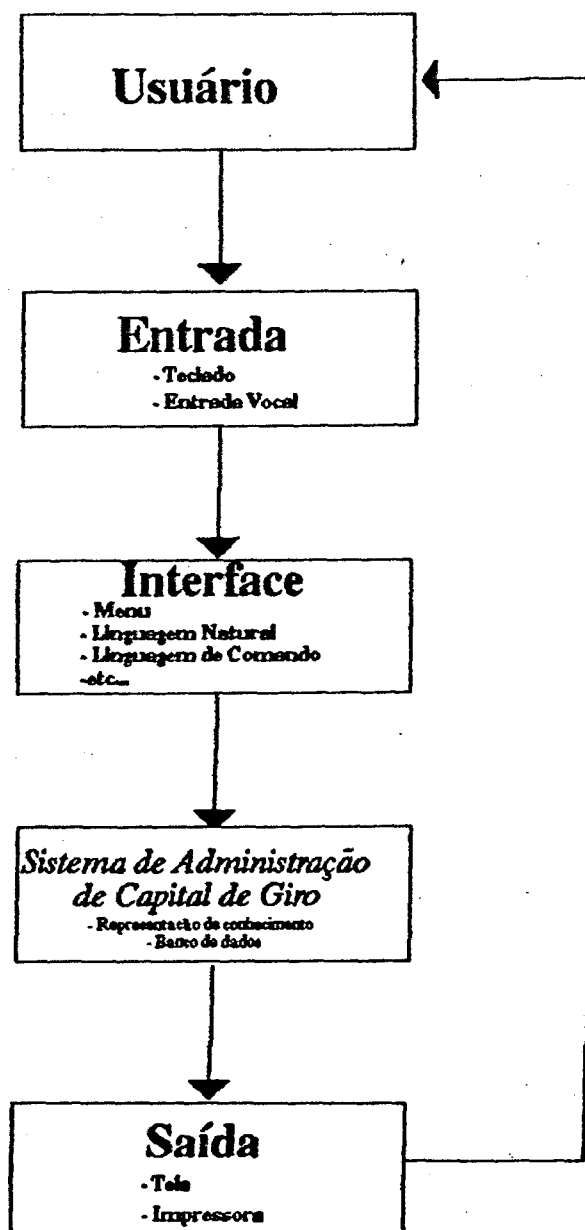 Usuário
Entrada
- Teclado
- Entrada Vocal
Interface
- Menu
- Linguagem Natural
- Linguagem de Comando
-etc...
Sistema de Administração
de Capital de Giro
- Representacão de conhecimento
- Banco de dados
Saída
- Tela
- Impressora